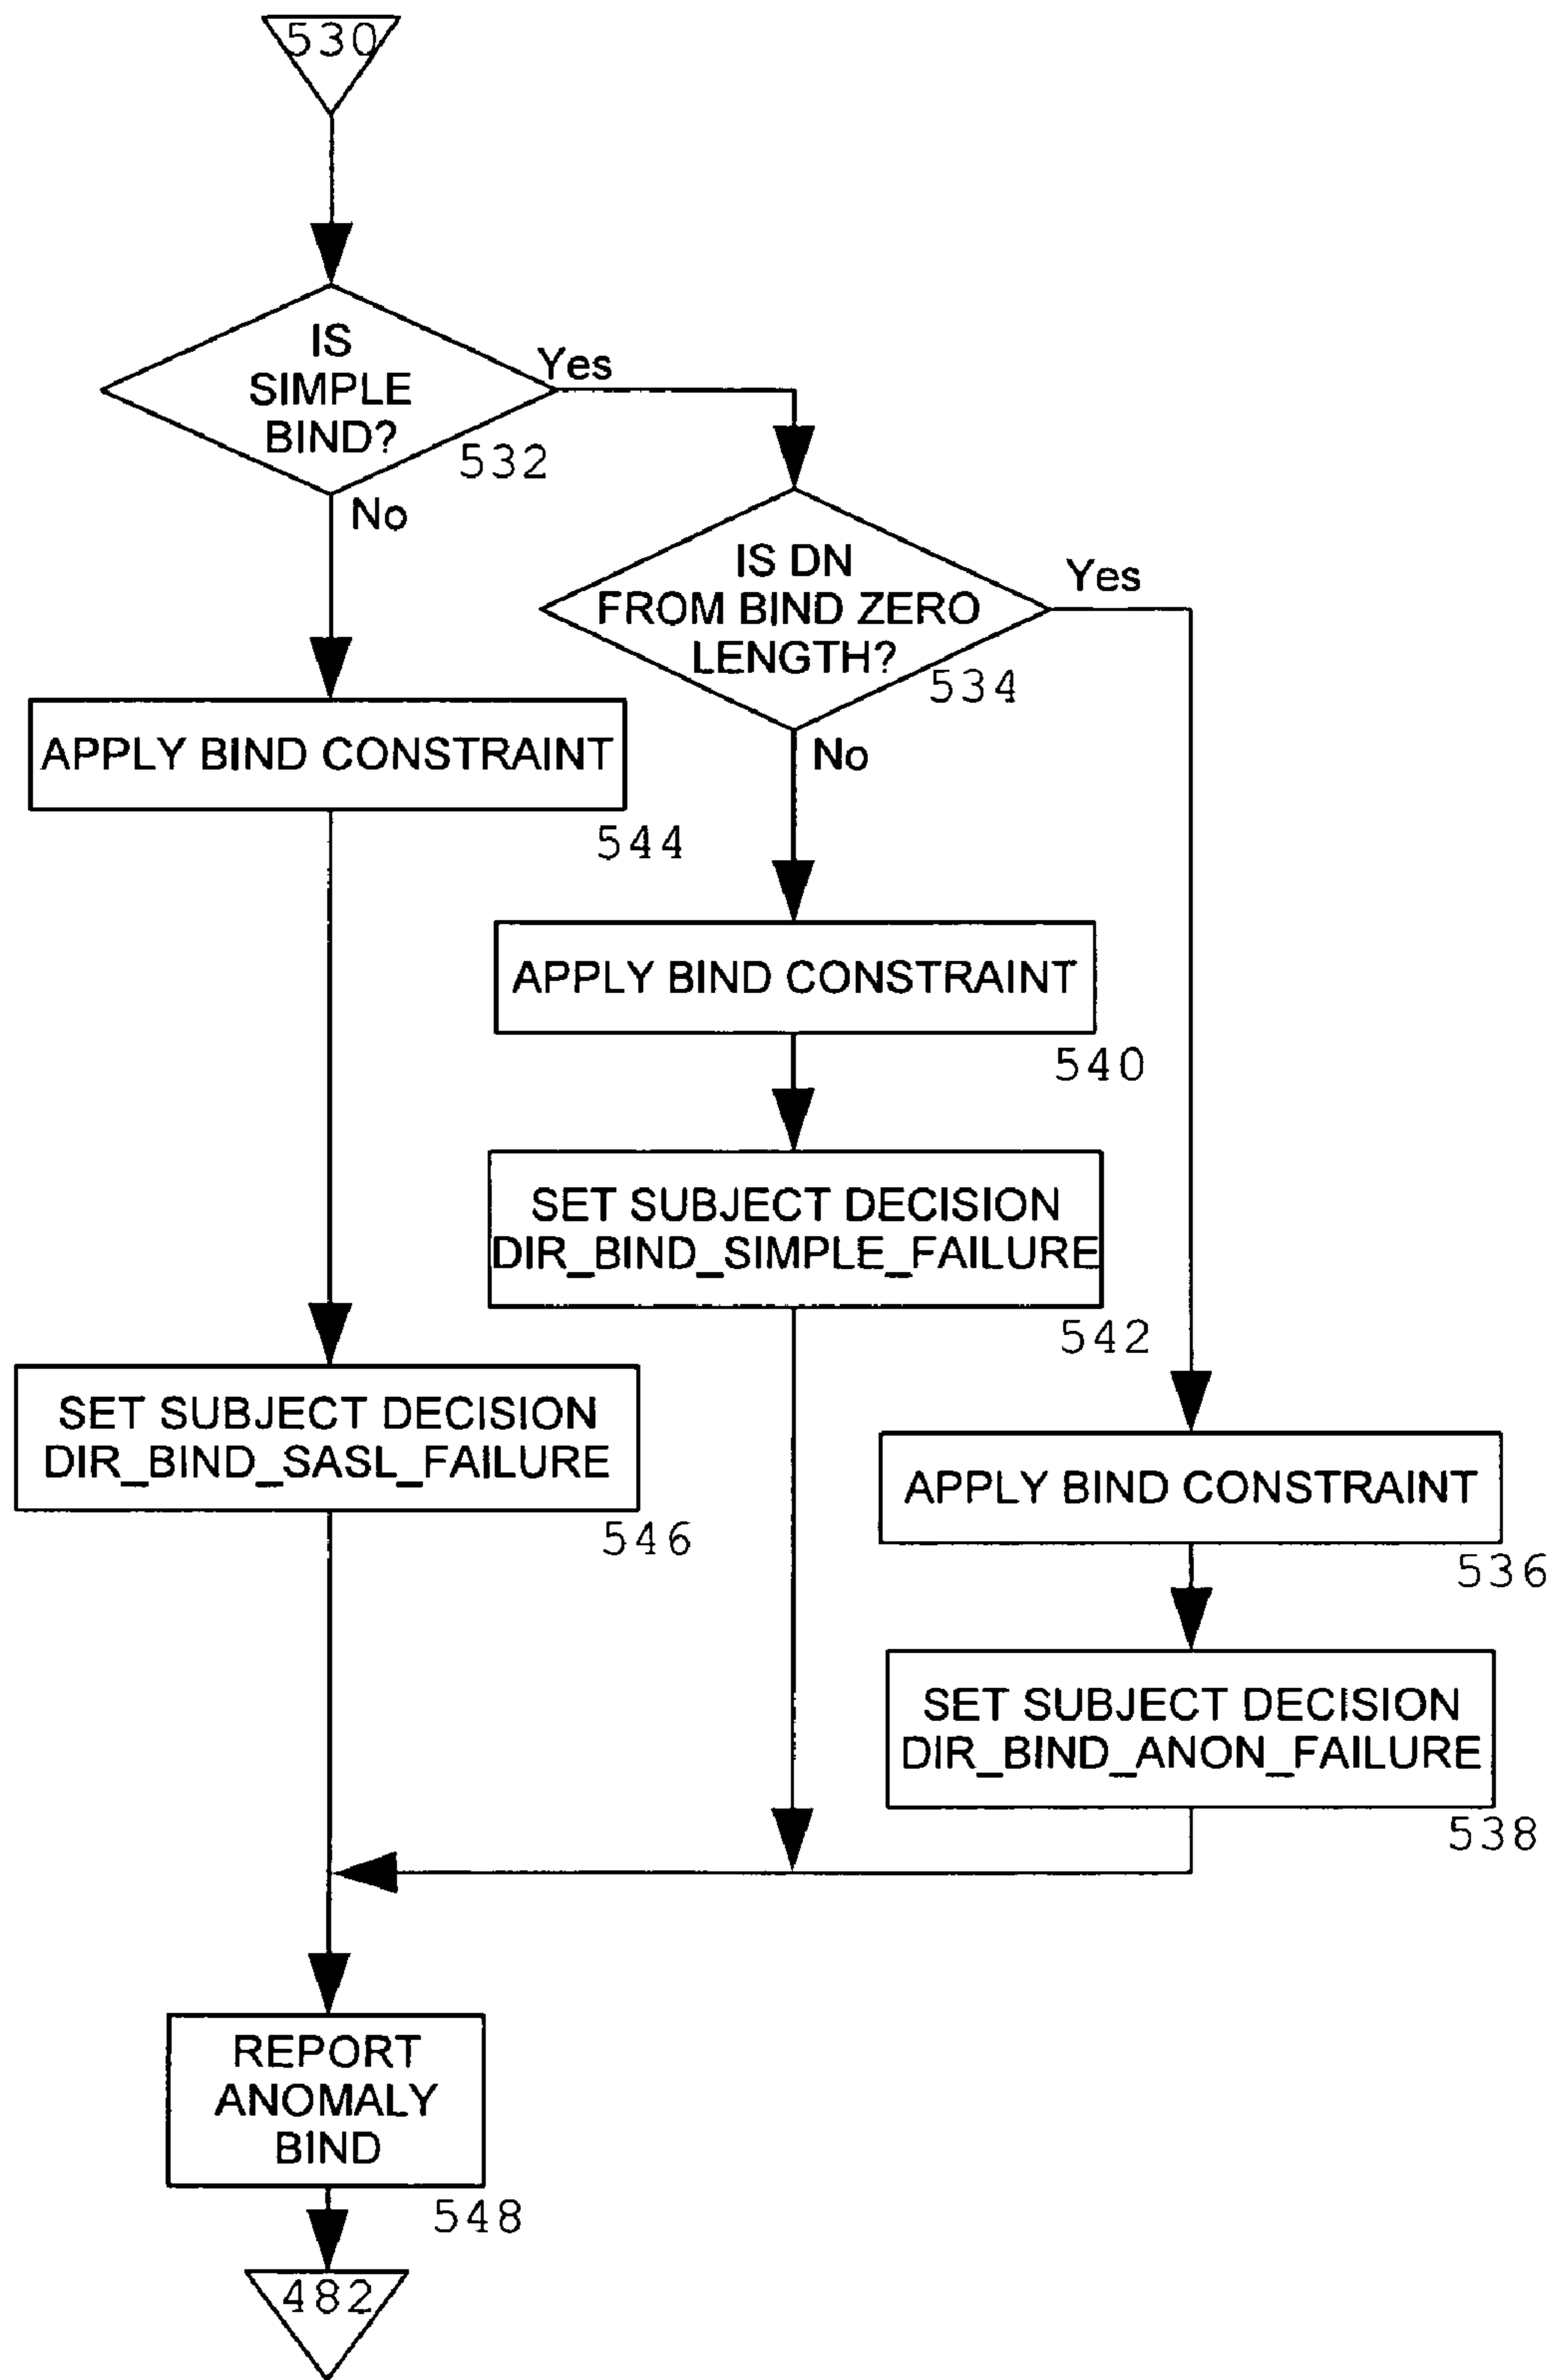 530
IS
SIMPLE
BIND?
Yes
532
No
IS DN
FROM BIND ZERO
LENGTH?
Yes
534
No
APPLY BIND CONSTRAINT
544
APPLY BIND CONSTRAINT
540
SET SUBJECT DECISION
DIR_BIND_SIMPLE_FAILURE
542
SET SUBJECT DECISION
DIR_BIND_SASL_FAILURE
546
APPLY BIND CONSTRAINT
536
SET SUBJECT DECISION
DIR_BIND_ANON_FAILURE
538
REPORT
ANOMALY
BIND
548
482